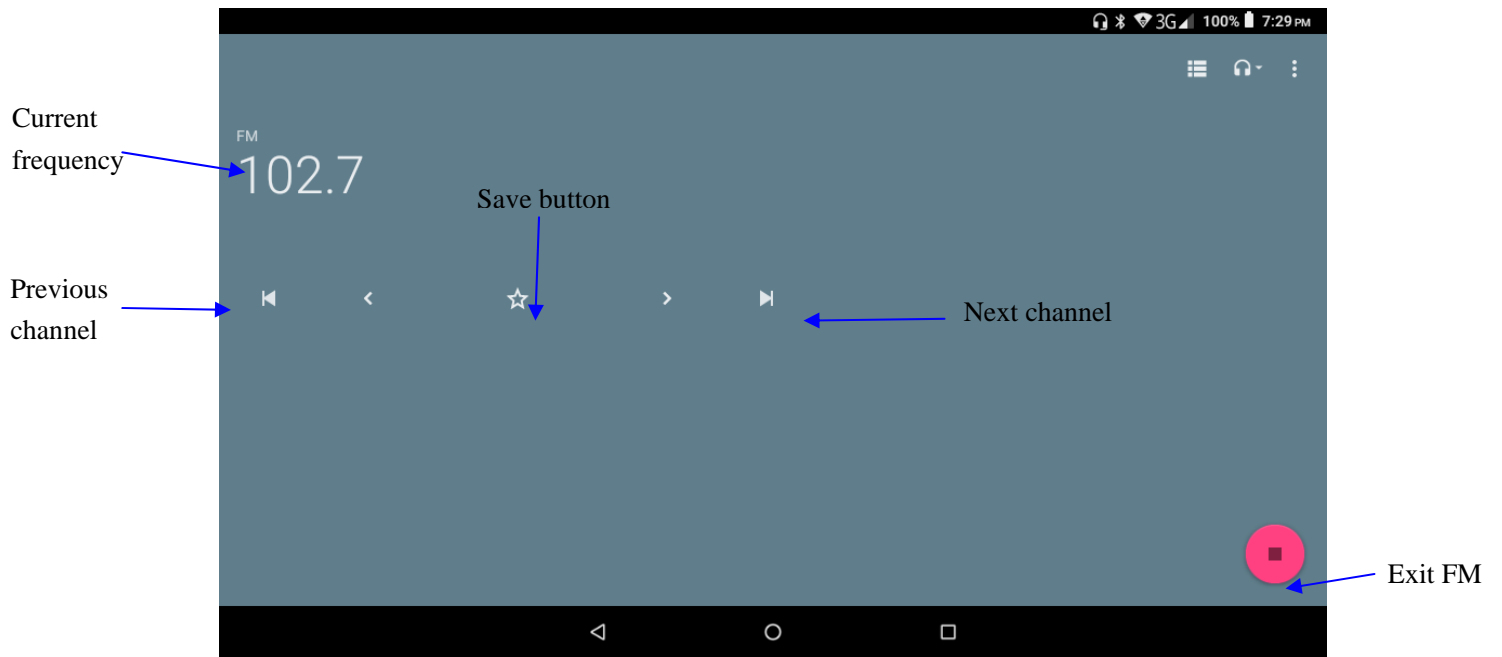 3G 100% 7:29 PM
Current
frequency
FM
102.7
Save button
Previous
channel
Next channel
Exit FM